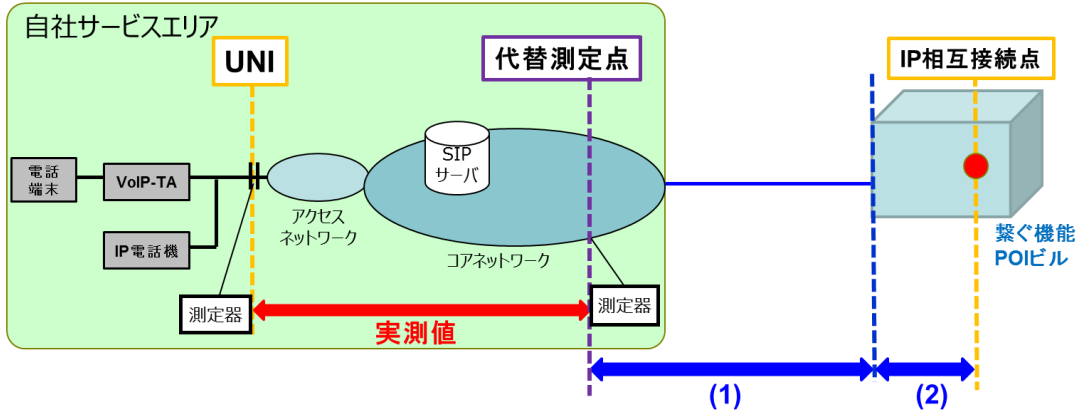 自社サービスエリア
UNI
代替測定点
IP相互接続点
電話
端末
VoIP-TA
IP電話機
SIP
サーバ
アクセス
ネットワーク
コアネットワーク
繋ぐ機能
POIビル
測定器
実測値
測定器
(1)
(2)